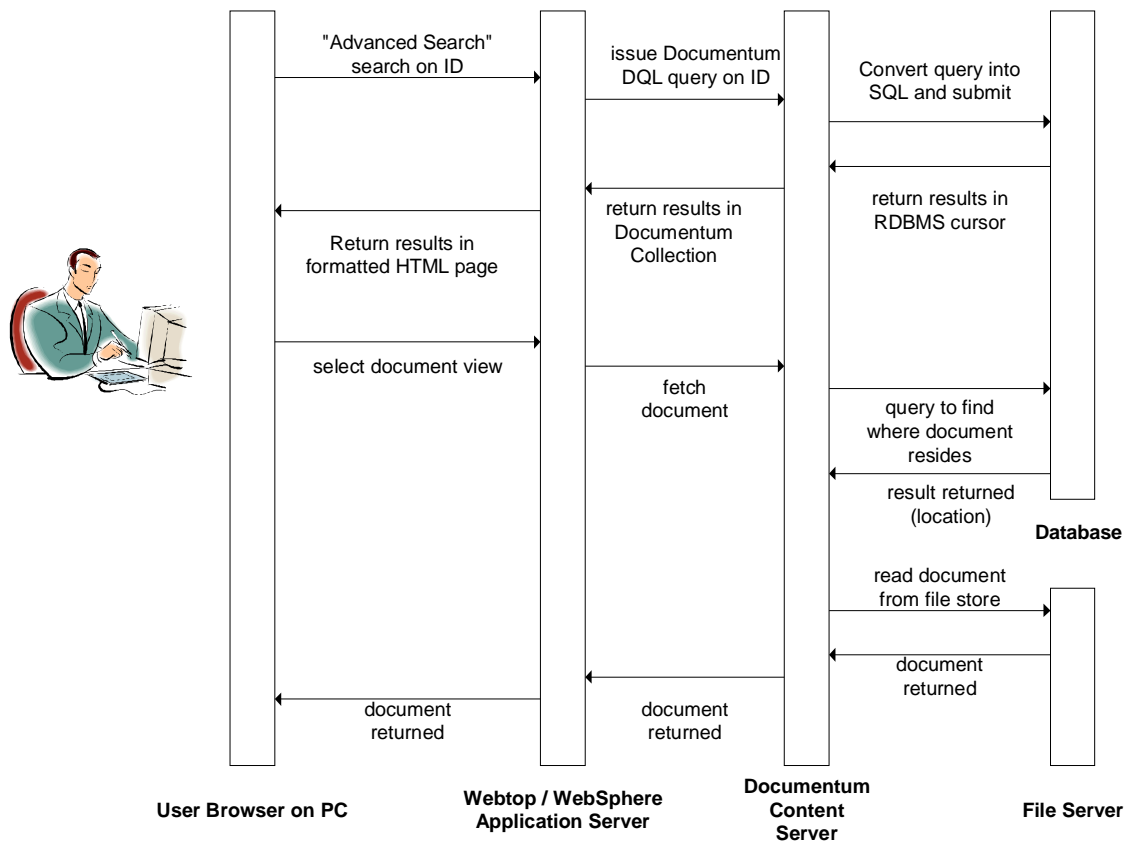 "Advanced Search"
search on ID
issue Documentum
DQL query on ID
Convert query into
SQL and submit
return results in
RDBMS cursor
return results in
Documentum
Collection
Return results in
formatted HTML page
select document view
fetch
document
query to find
where document
resides
result returned
(location)
Database
read document
from file store
document
returned
document
returned
document
returned
User Browser on PC
Webtop / WebSphere
Application Server
Documentum
Content
Server
File Server